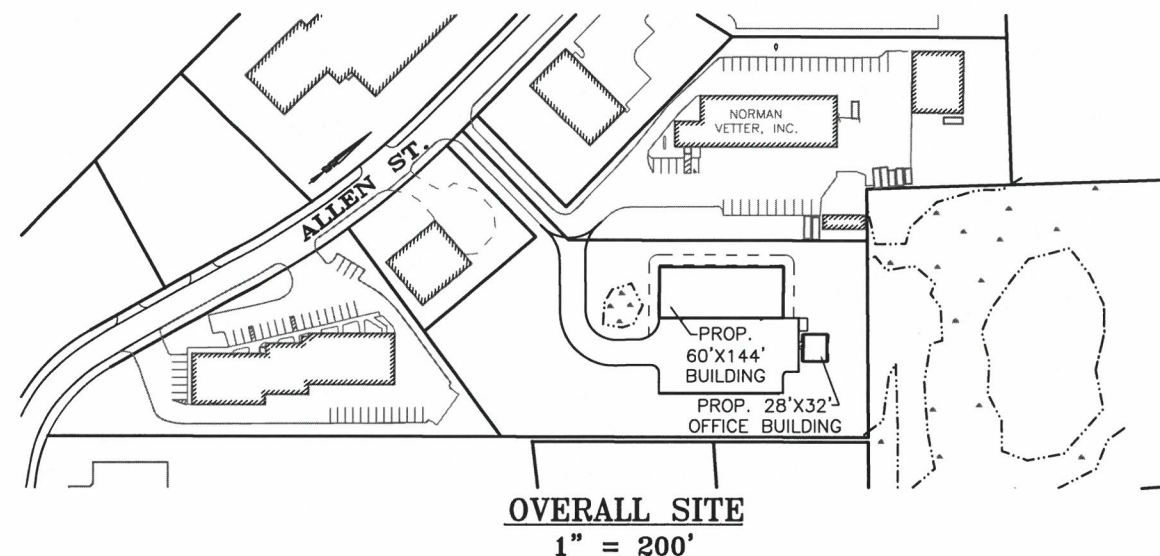 NORMAN
VETTER, INC.
ALLEN ST.
PROP.
60'X144'
BUILDING
PROP. 28'X32'
OFFICE BUILDING
OVERALL SITE
1" = 200'